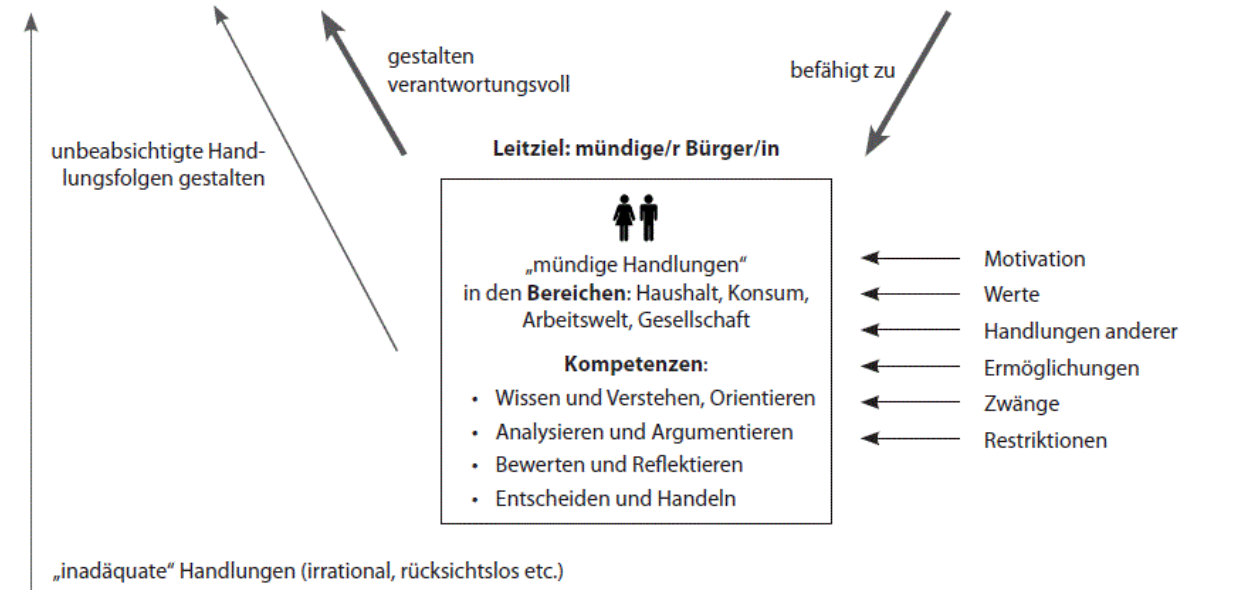 gestalten
verantwortungsvoll
befähigt zu
unbeabsichtigte Hand-
lungsfolgen gestalten
Leitziel: mündige/r Bürger/in
„mündige Handlungen“
in den Bereichen: Haushalt, Konsum,
Arbeitswelt, Gesellschaft
Kompetenzen:
• Wissen und Verstehen, Orientieren
• Analysieren und Argumentieren
• Bewerten und Reflektieren
• Entscheiden und Handeln
Motivation
Werte
Handlungen anderer
Ermöglichungen
Zwänge
Restriktionen
„inadäquate“ Handlungen (irrational, rücksichtslos etc.)